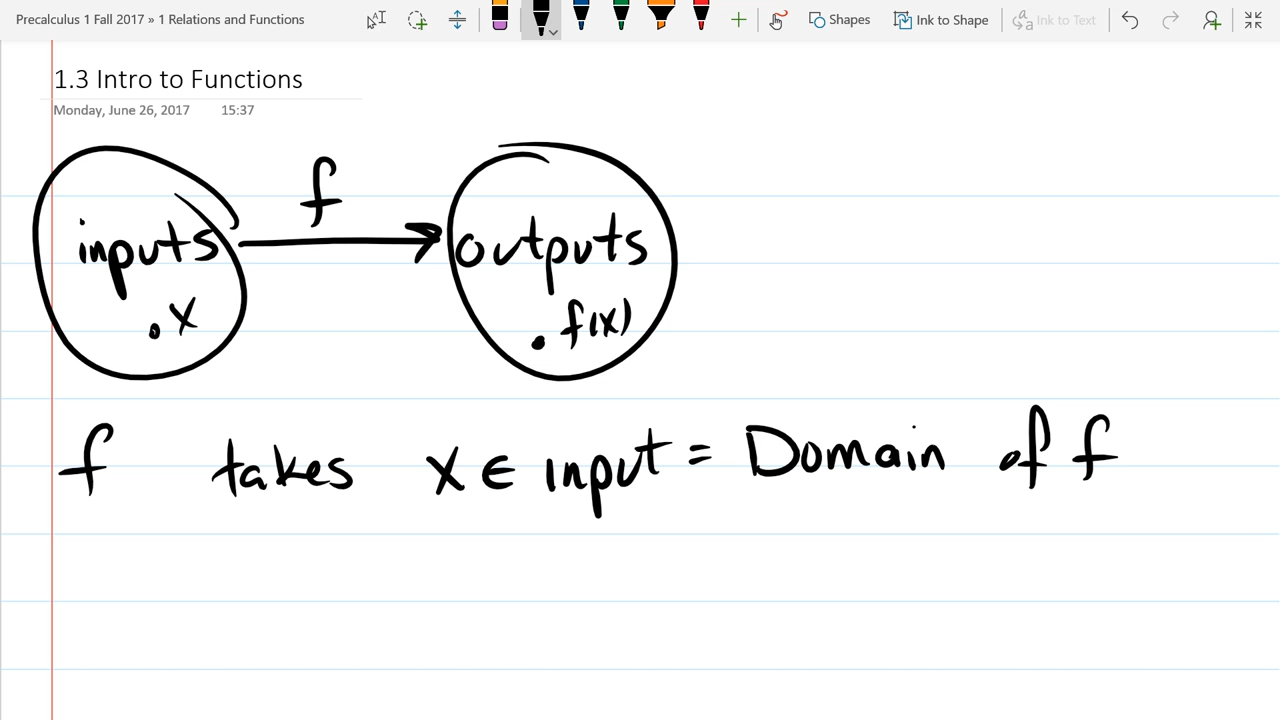 Precalculus 1 Fall 2017 » 1 Relations and Functions
Shapes
Ink to Shape
Ink to Text
1.3 Intro to Functions
Monday, June 26, 2017 15:37
f
inputs outputs
. x . f(x)
f takes x ∈ input = Domain of f